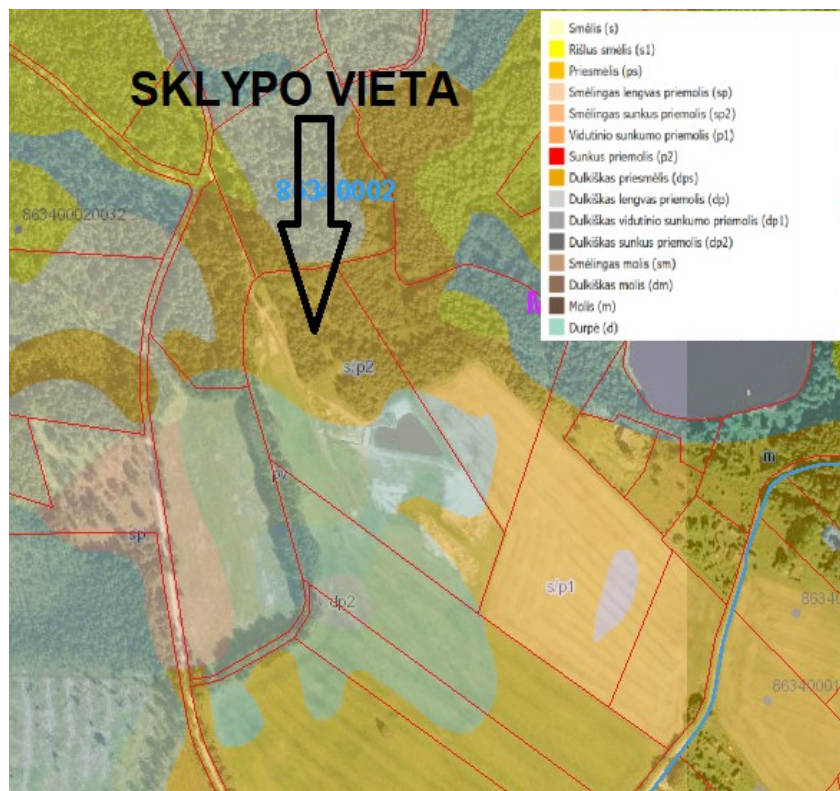 SKLYPO VIETA
86340002
863400020032
s/p2
pv
sp
dp2
s/p1
m
Smėlis (s)
Rišlus smėlis (s1)
Priesmėlis (ps)
Smėlingas lengvas priemolis (sp)
Smėlingas sunkus priemolis (sp2)
Vidutinio sunkumo priemolis (p1)
Sunkus priemolis (p2)
Dulkiškas priesmėlis (dps)
Dulkiškas lengvas priemolis (dp)
Dulkiškas vidutinio sunkumo priemolis (dp1)
Dulkiškas sunkus priemolis (dp2)
Smėlingas molis (sm)
Dulkiškas molis (dm)
Molis (m)
Durpė (d)